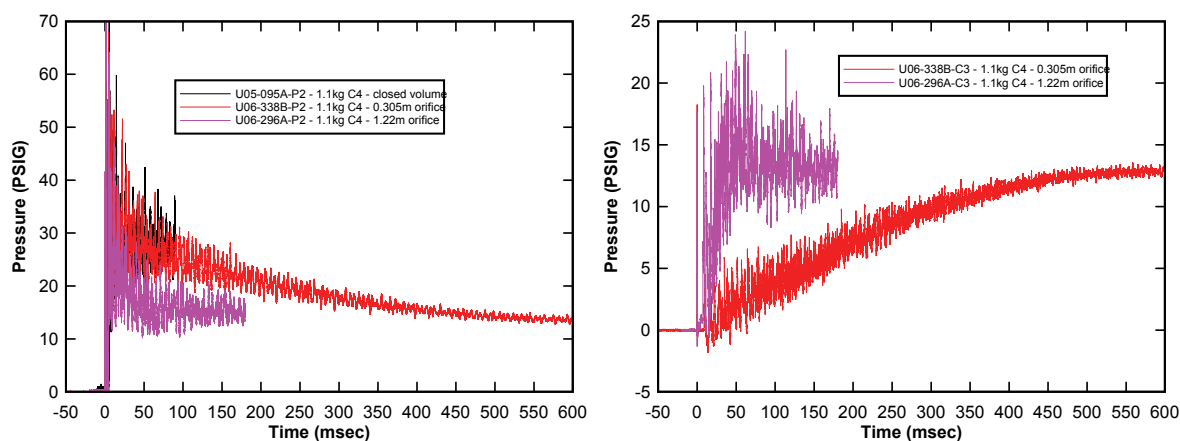 70
60
50
40
30
20
10
0
Pressure (PSIG)
U05-095A-P2 - 1.1kg C4 - closed volume
U06-338B-P2 - 1.1kg C4 - 0.305m orifice
U06-296A-P2 - 1.1kg C4 - 1.22m orifice
-50 0 50 100 150 200 250 300 350 400 450 500 550 600
Time (msec)
25
20
15
10
5
0
-5
Pressure (PSIG)
U06-338B-C3 - 1.1kg C4 - 0.305m orifice
U06-296A-C3 - 1.1kg C4 - 1.22m orifice
-50 0 50 100 150 200 250 300 350 400 450 500 550 600
Time (msec)